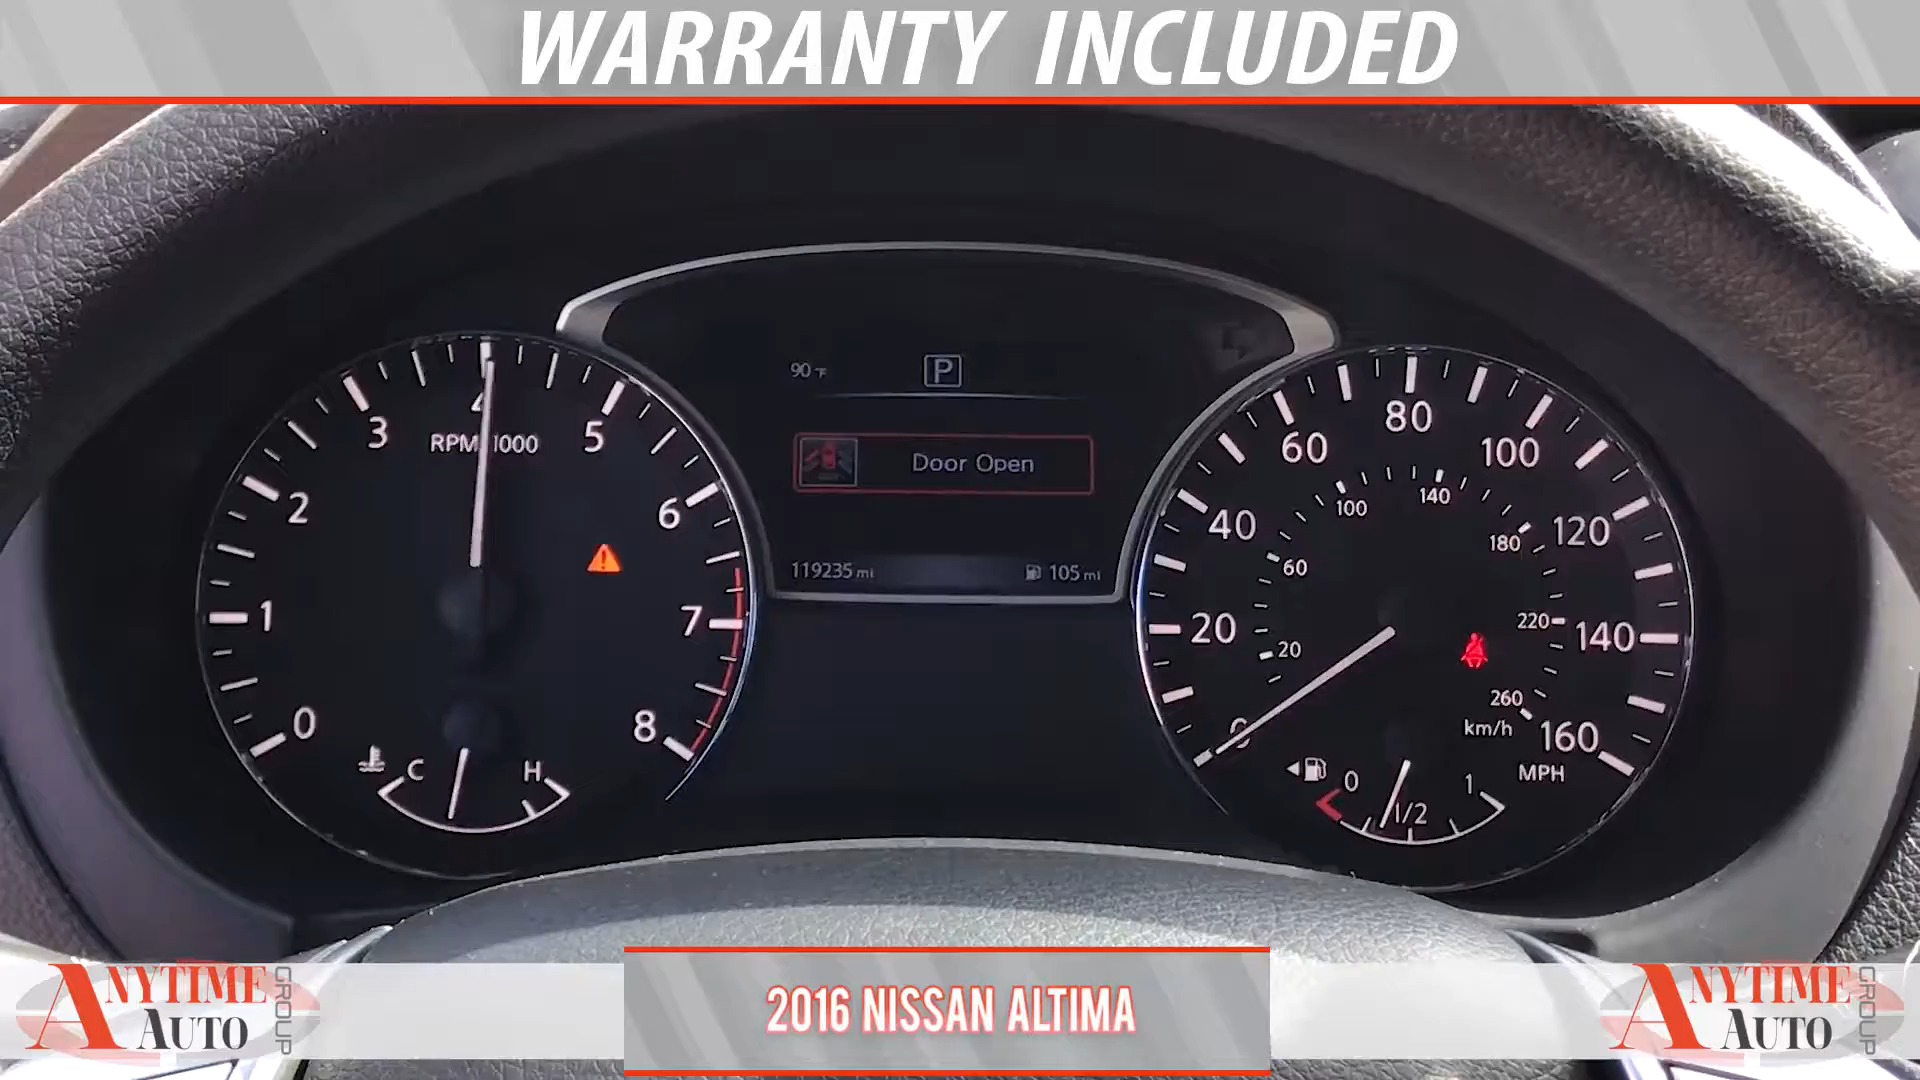 WARRANTY INCLUDED
90 °F
P
Door Open
119235 mi
105 mi
RPM 1000
0
1
2
3
4
5
6
7
8
C
H
0
20
40
60
80
100
120
140
160
MPH
20
60
100
140
180
220
260
km/h
0
1/2
1
ANYTIME
AUTO
GROUP
2016 NISSAN ALTIMA
ANYTIME
AUTO
GROUP